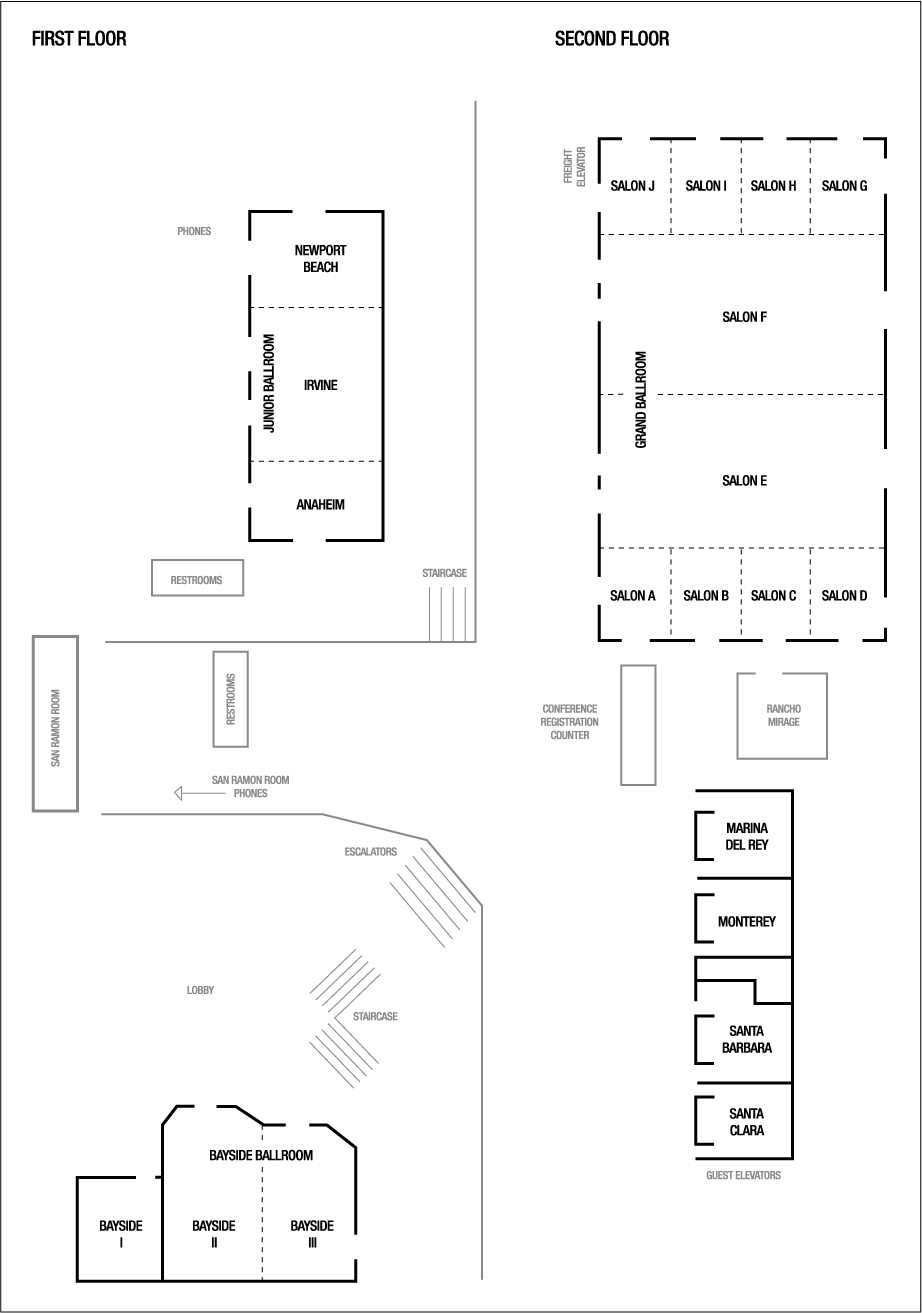 FIRST FLOOR
PHONES
NEWPORT
BEACH
JUNIOR BALLROOM
IRVINE
ANAHEIM
RESTROOMS
STAIRCASE
SAN RAMON ROOM
RESTROOMS
SAN RAMON ROOM
PHONES
ESCALATORS
LOBBY
STAIRCASE
BAYSIDE BALLROOM
BAYSIDE
I
BAYSIDE
II
BAYSIDE
III
SECOND FLOOR
FREIGHT
ELEVATOR
SALON J
SALON I
SALON H
SALON G
SALON F
GRAND BALLROOM
SALON E
SALON A
SALON B
SALON C
SALON D
CONFERENCE
REGISTRATION
COUNTER
RANCHO
MIRAGE
MARINA
DEL REY
MONTEREY
SANTA
BARBARA
SANTA
CLARA
GUEST ELEVATORS